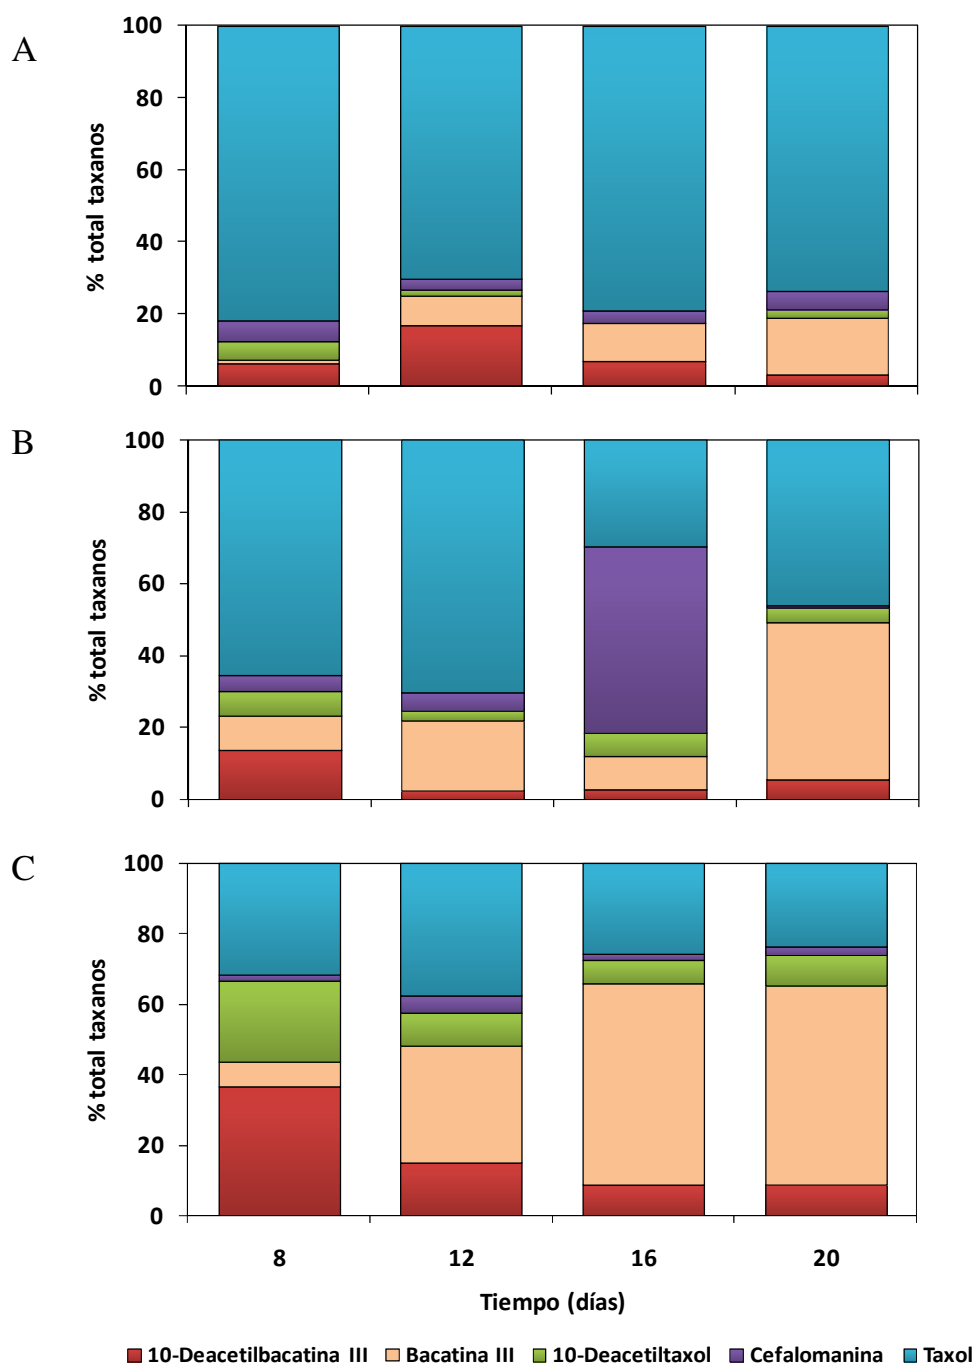 A
100
80
60
40
20
0
% total taxanos
B
100
80
60
40
20
0
% total taxanos
C
100
80
60
40
20
0
% total taxanos
8 12 16 20
Tiempo (días)
10-Deacetilbacatina III Bacatina III 10-Deacetiltaxol Cefalomanina Taxol